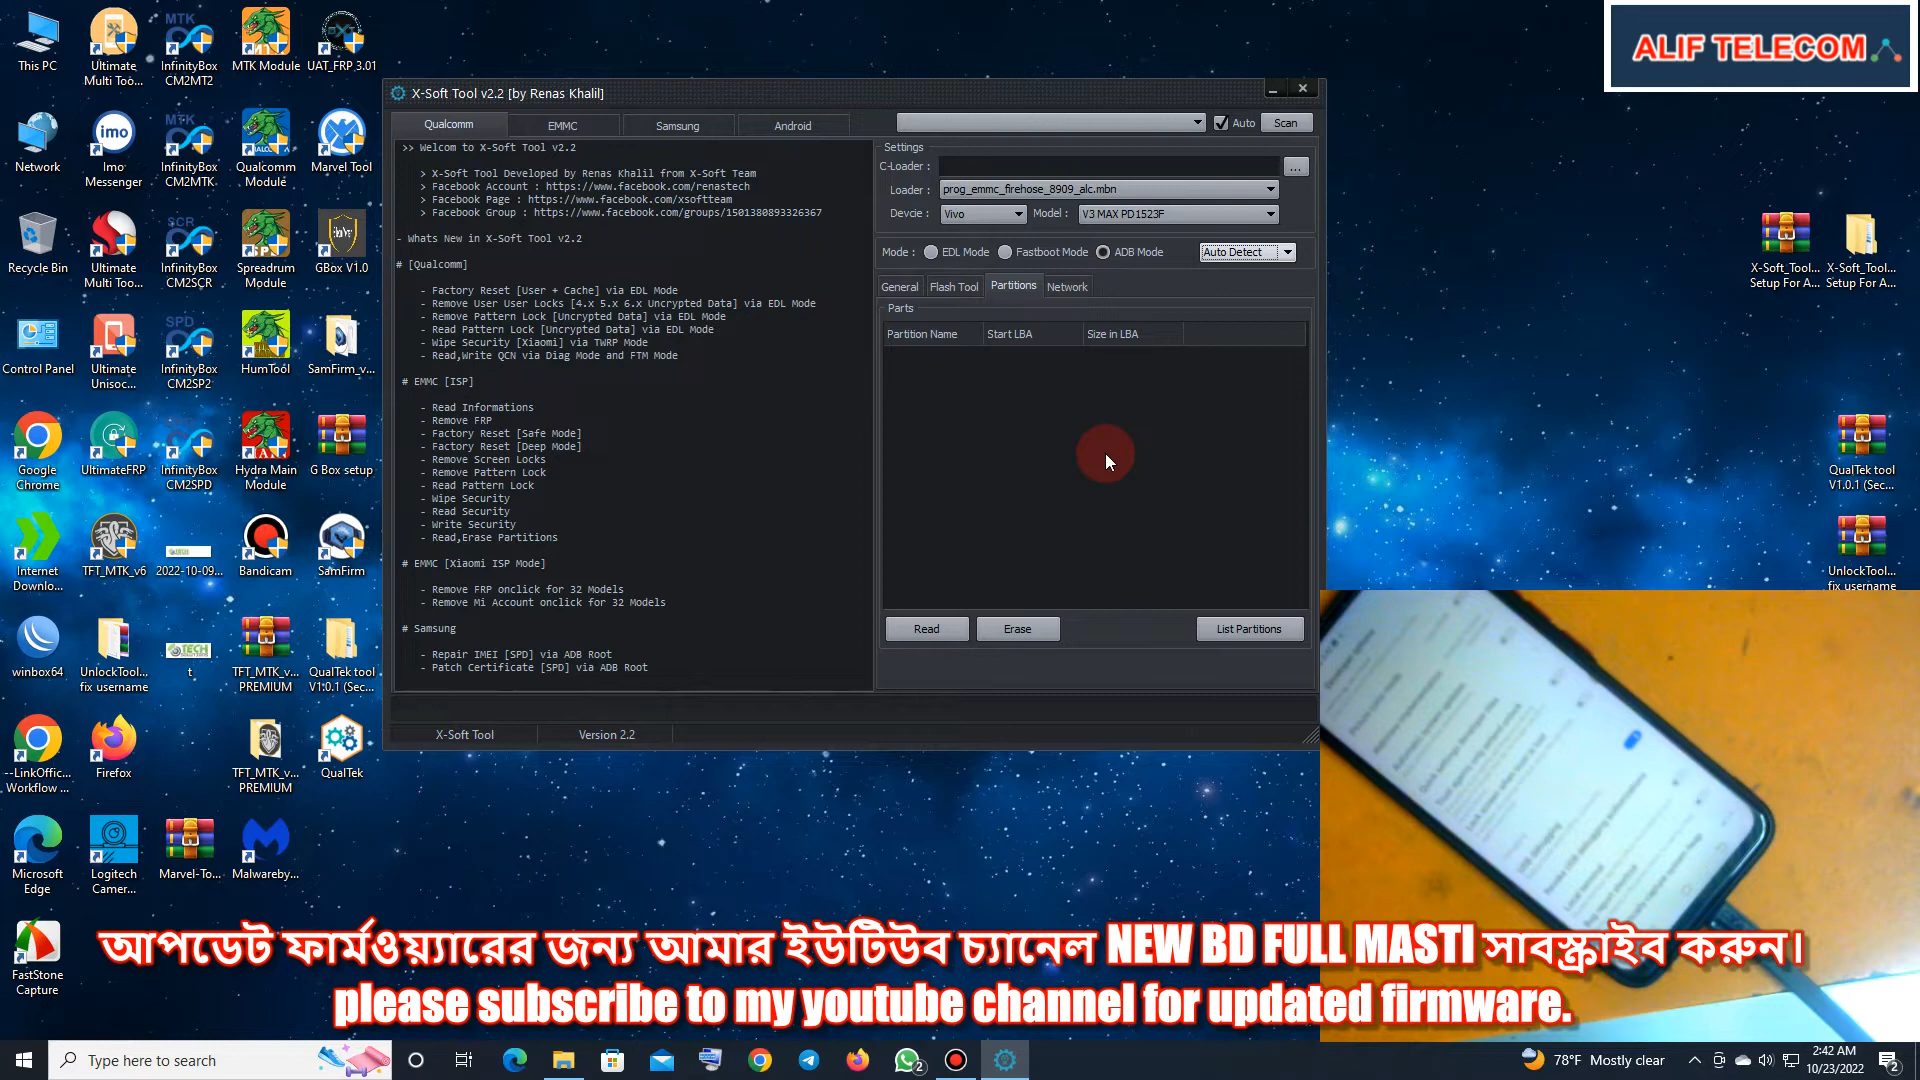 This PC
Ultimate
Multi Too...
InfinityBox
CM2MT2
MTK Module
UAT_FRP_3.01
Network
Imo
Messenger
InfinityBox
CM2MTK
Qualcomm
Module
Marvel Tool
Recycle Bin
Ultimate
Multi Too...
InfinityBox
CM2SCR
Spreadrum
Module
GBox V1.0
Control Panel
Ultimate
Unisoc...
InfinityBox
CM2SP2
HumTool
SamFirm_v...
Google
Chrome
UltimateFRP
InfinityBox
CM2SPD
Hydra Main
Module
G Box setup
Internet
Downlo...
TFT_MTK_v6
2022-10-09...
Bandicam
SamFirm
winbox64
UnlockTool...
fix username
t
TFT_MTK_v...
PREMIUM
QualTek tool
V1.0.1 (Sec...
--LinkOffic...
Workflow ...
Firefox
TFT_MTK_v...
PREMIUM
QualTek
Microsoft
Edge
Logitech
Camer...
Marvel-To...
Malwareby...
FastStone
Capture
X-Soft Tool v2.2 [by Renas Khalil]
Qualcomm
EMMC
Samsung
Android
Auto
Scan
>> Welcom to X-Soft Tool v2.2
> X-Soft Tool Developed by Renas Khalil from X-Soft Team
> Facebook Account : https://www.facebook.com/renastech
> Facebook Page : https://www.facebook.com/xsoftteam
> Facebook Group : https://www.facebook.com/groups/1501380893326367
- Whats New in X-Soft Tool v2.2
# [Qualcomm]
- Factory Reset [User + Cache] via EDL Mode
- Remove User User Locks [4.x 5.x 6.x Uncrypted Data] via EDL Mode
- Remove Pattern Lock [Uncrypted Data] via EDL Mode
- Read Pattern Lock [Uncrypted Data] via EDL Mode
- Wipe Security [Xiaomi] via TWRP Mode
- Read,Write QCN via Diag Mode and FTM Mode
# EMMC [ISP]
- Read Informations
- Remove FRP
- Factory Reset [Safe Mode]
- Factory Reset [Deep Mode]
- Remove Screen Locks
- Remove Pattern Lock
- Read Pattern Lock
- Wipe Security
- Read Security
- Write Security
- Read,Erase Partitions
# EMMC [Xiaomi ISP Mode]
- Remove FRP onclick for 32 Models
- Remove Mi Account onclick for 32 Models
# Samsung
- Repair IMEI [SPD] via ADB Root
- Patch Certificate [SPD] via ADB Root
Settings
C-Loader :
...
Loader :
prog_emmc_firehose_8909_alc.mbn
Devcie :
Vivo
Model :
V3 MAX PD1523F
Mode :
EDL Mode
Fastboot Mode
ADB Mode
Auto Detect
General
Flash Tool
Partitions
Network
Parts
Partition Name
Start LBA
Size in LBA
Read
Erase
List Partitions
X-Soft Tool
Version 2.2
ALIF TELECOM
X-Soft_Tool...
Setup For A...
X-Soft_Tool...
Setup For A...
QualTek tool
V1.0.1 (Sec...
UnlockTool...
fix username
আপডেট ফার্মওয়্যারের জন্য আমার ইউটিউব চ্যানেল NEW BD FULL MASTI সাবস্ক্রাইব করুন।
please subscribe to my youtube channel for updated firmware.
Type here to search
2
78°F Mostly clear
2:42 AM
10/23/2022
2